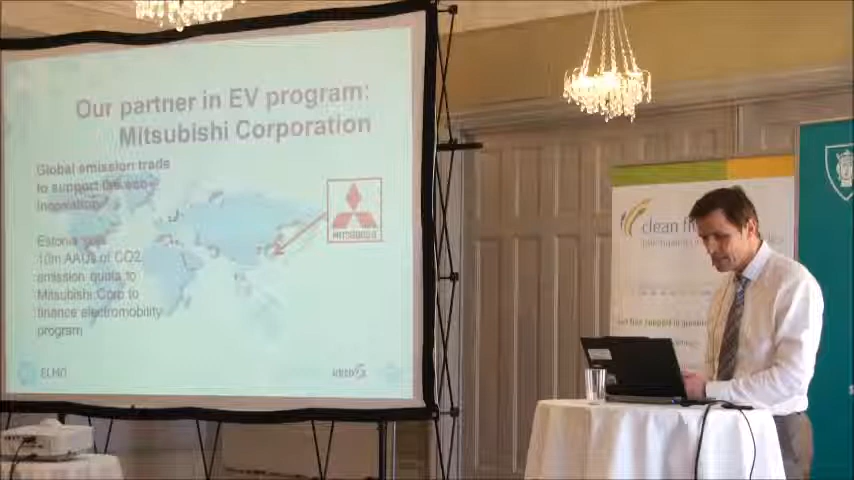 Our partner in EV program:
Mitsubishi Corporation
Global emission trade
to support the eco-
innovation
Estonia
10m AAUs of CO2
emission quota to
Mitsubishi Corp to
finance electromobility
program
MITSUBISHI
ELMO
clean